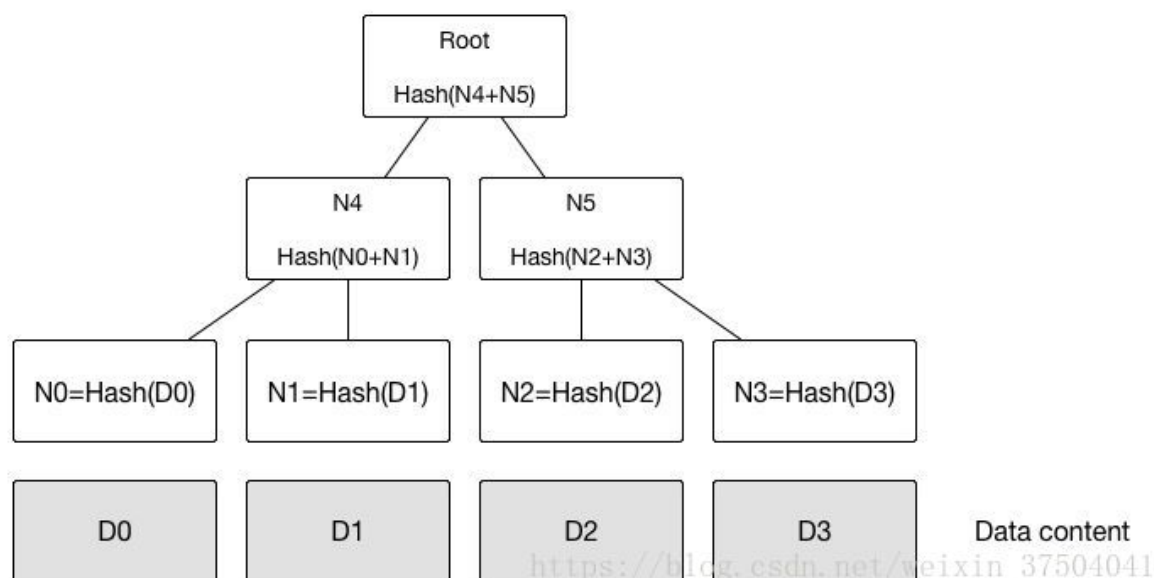 Root
Hash(N4+N5)
N4
Hash(N0+N1)
N5
Hash(N2+N3)
N0=Hash(D0)
N1=Hash(D1)
N2=Hash(D2)
N3=Hash(D3)
D0
D1
D2
D3
Data content
https://blog.csdn.net/weixin_37504041